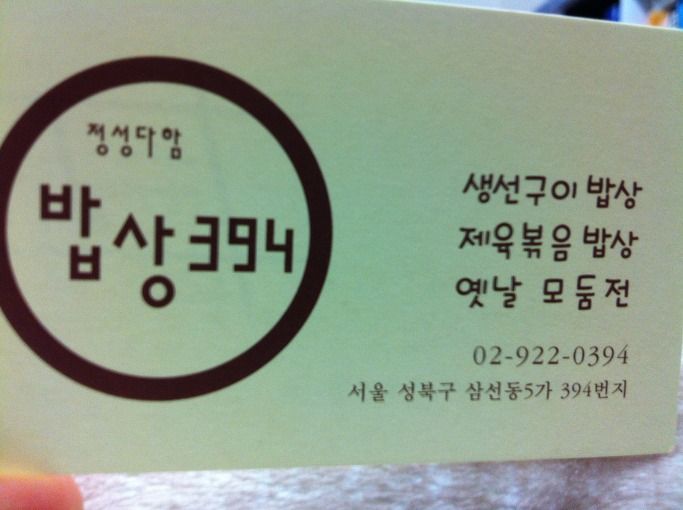 정성다함
밥상394
생선구이 밥상
제육볶음 밥상
옛날 모둠전
02-922-0394
서울 성북구 삼선동5가 394번지